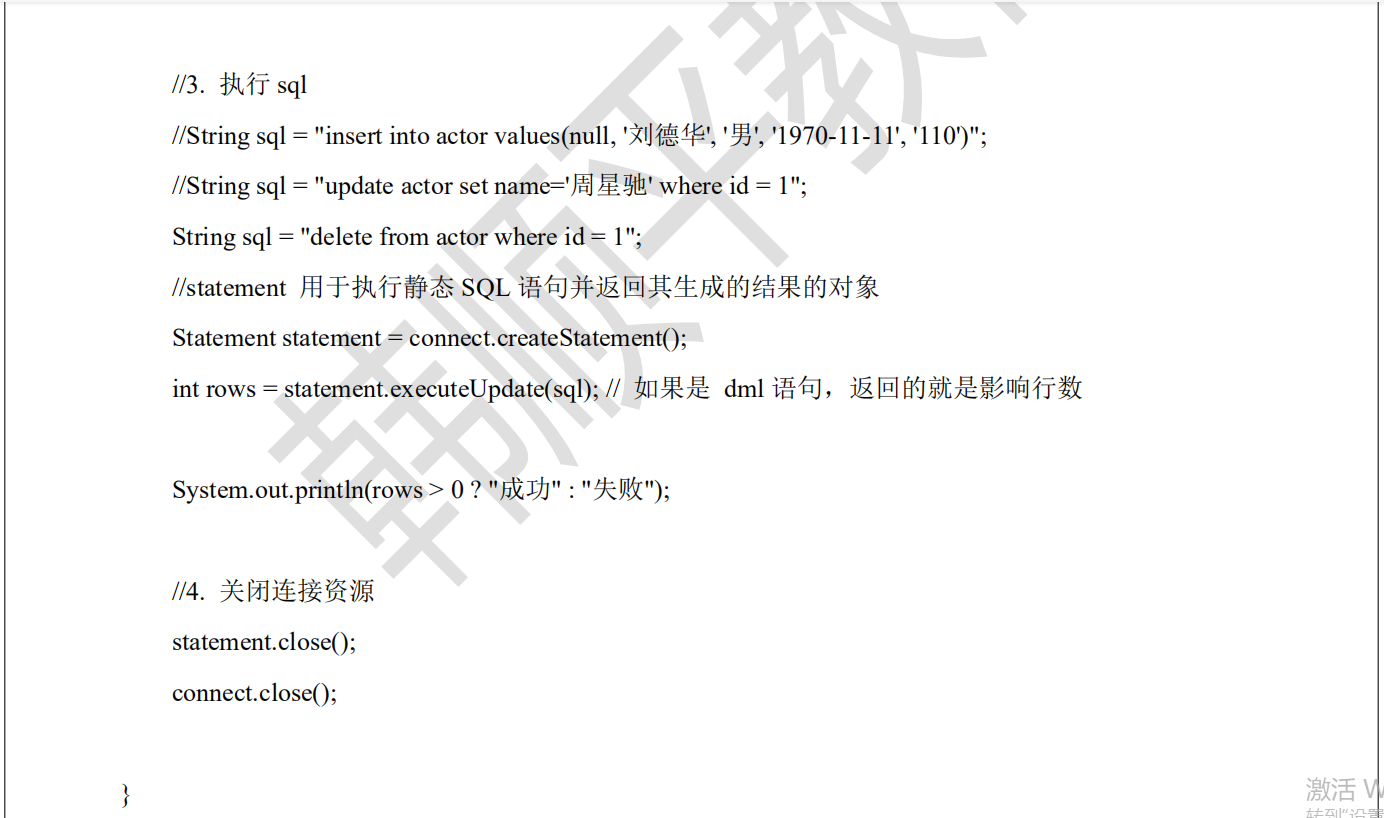 //3. 执行 sql
//String sql = "insert into actor values(null, '刘德华', '男', '1970-11-11', '110')";
//String sql = "update actor set name='周星驰' where id = 1";
String sql = "delete from actor where id = 1";
//statement 用于执行静态 SQL 语句并返回其生成的结果的对象
Statement statement = connect.createStatement();
int rows = statement.executeUpdate(sql); // 如果是 dml 语句，返回的就是影响行数
System.out.println(rows > 0 ? "成功" : "失败");
//4. 关闭连接资源
statement.close();
connect.close();
}
韩顺平教
激活 W
转到"设置